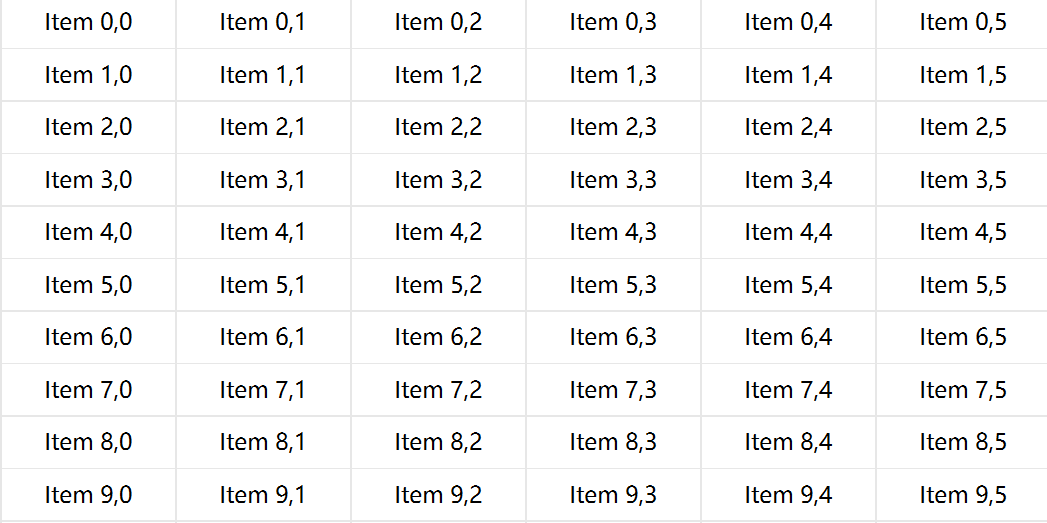 Item 0,0 Item 0,1 Item 0,2 Item 0,3 Item 0,4 Item 0,5
Item 1,0 Item 1,1 Item 1,2 Item 1,3 Item 1,4 Item 1,5
Item 2,0 Item 2,1 Item 2,2 Item 2,3 Item 2,4 Item 2,5
Item 3,0 Item 3,1 Item 3,2 Item 3,3 Item 3,4 Item 3,5
Item 4,0 Item 4,1 Item 4,2 Item 4,3 Item 4,4 Item 4,5
Item 5,0 Item 5,1 Item 5,2 Item 5,3 Item 5,4 Item 5,5
Item 6,0 Item 6,1 Item 6,2 Item 6,3 Item 6,4 Item 6,5
Item 7,0 Item 7,1 Item 7,2 Item 7,3 Item 7,4 Item 7,5
Item 8,0 Item 8,1 Item 8,2 Item 8,3 Item 8,4 Item 8,5
Item 9,0 Item 9,1 Item 9,2 Item 9,3 Item 9,4 Item 9,5